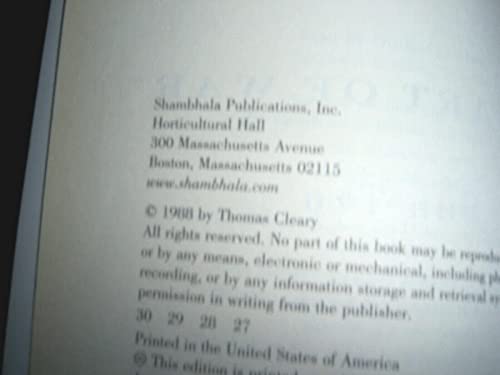 Shambhala Publications, Inc.
Horticultural Hall
300 Massachusetts Avenue
Boston, Massachusetts 02115
www.shambhala.com
© 1988 by Thomas Cleary
All rights reserved. No part of this book may be
or by any means, electronic or mechanical, including
recording, or by any information storage and retrieval
permission in writing from the publisher.
30 29 28 27
Printed in the United States of America
This edition is printed